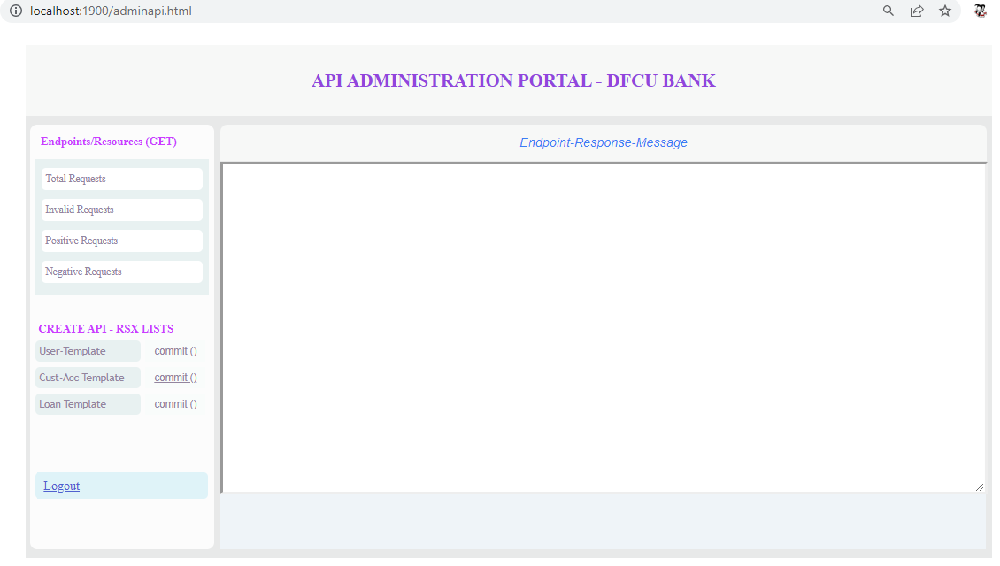 localhost:1900/adminapi.html
API ADMINISTRATION PORTAL - DFCU BANK
Endpoints/Resources (GET)
Total Requests
Invalid Requests
Positive Requests
Negative Requests
CREATE API - RSX LISTS
User-Template commit ()
Cust-Acc Template commit ()
Loan Template commit ()
Logout
Endpoint-Response-Message